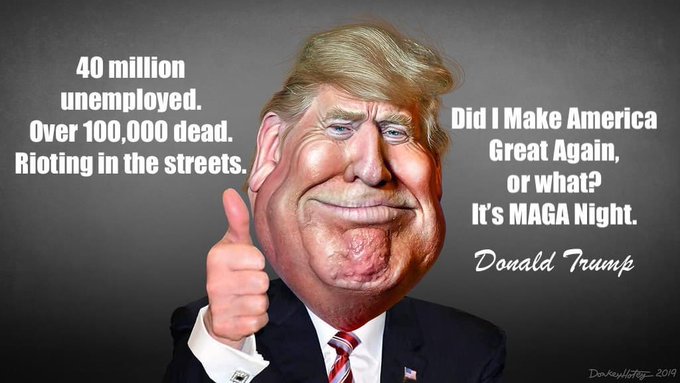 40 million
unemployed.
Over 100,000 dead.
Rioting in the streets.
Did I Make America
Great Again,
or what?
It's MAGA Night.
Donald Trump
DonkeyHotey 2019